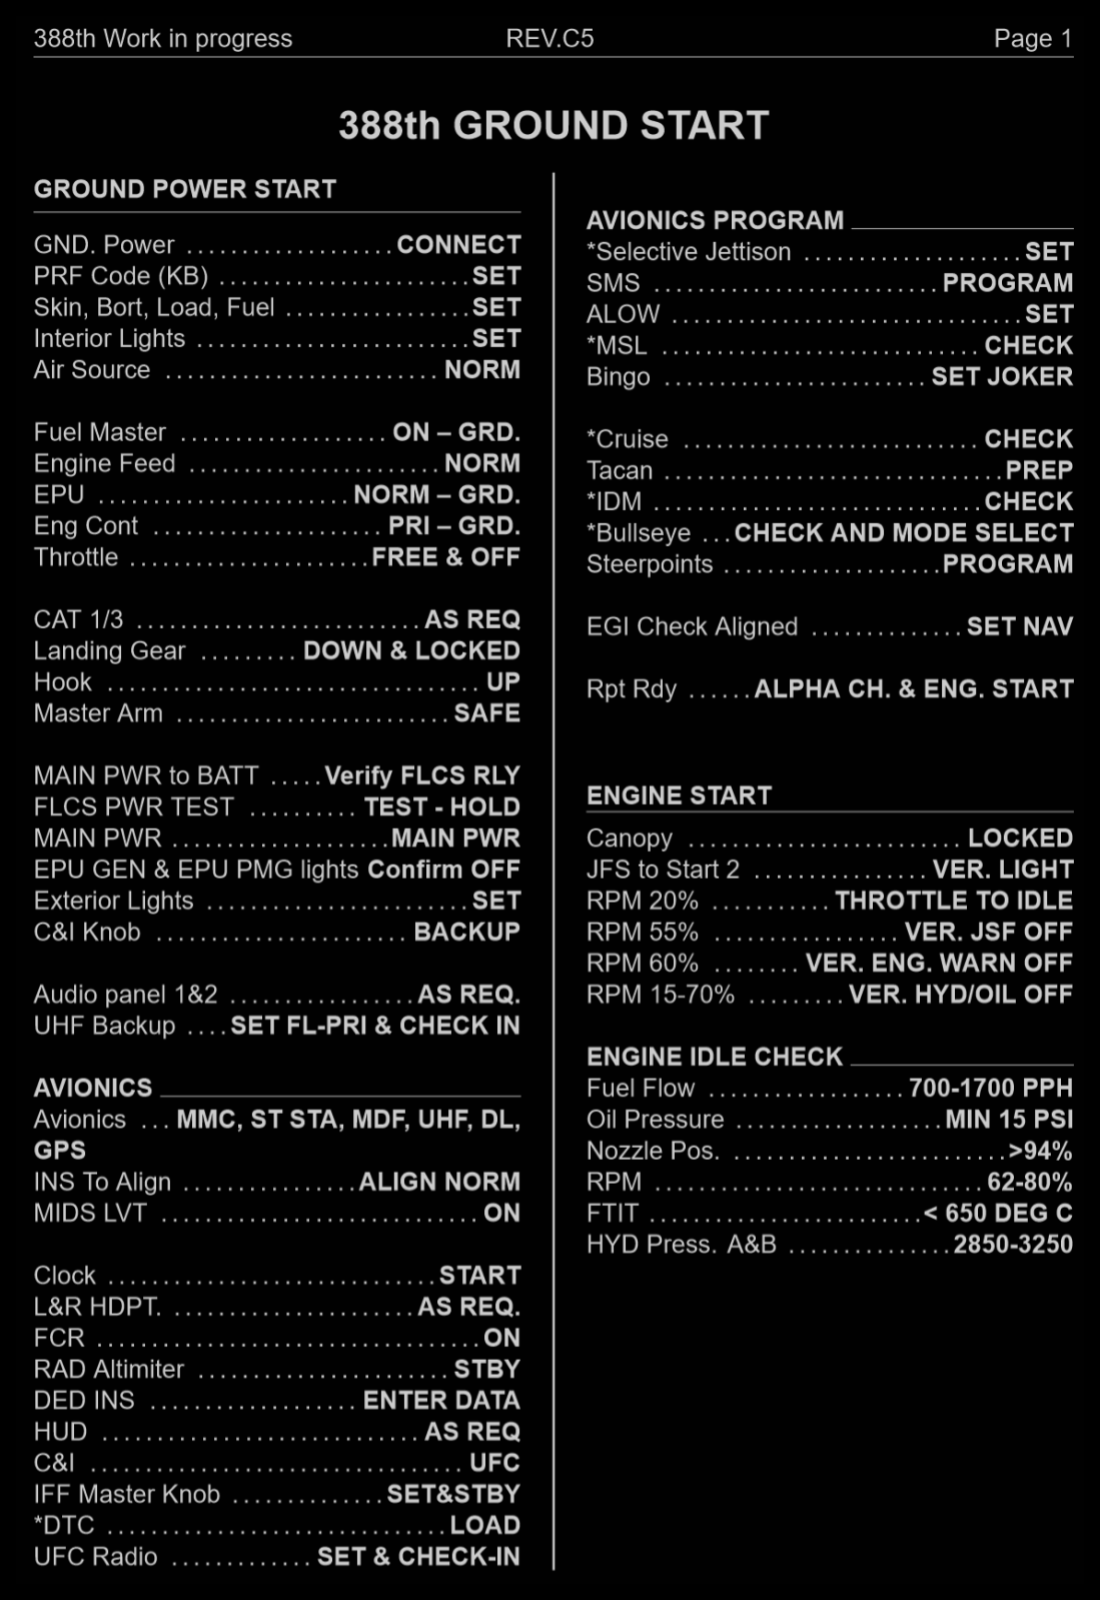 388th Work in progress REV.C5 Page 1
388th GROUND START
GROUND POWER START
GND. Power ................... CONNECT
PRF Code (KB) ....................... SET
Skin, Bort, Load, Fuel ................. SET
Interior Lights ......................... SET
Air Source ......................... NORM
Fuel Master ................... ON – GRD.
Engine Feed ....................... NORM
EPU ....................... NORM – GRD.
Eng Cont ..................... PRI – GRD.
Throttle ...................... FREE & OFF
CAT 1/3 .......................... AS REQ
Landing Gear ......... DOWN & LOCKED
Hook .................................. UP
Master Arm ......................... SAFE
MAIN PWR to BATT ..... Verify FLCS RLY
FLCS PWR TEST .......... TEST - HOLD
MAIN PWR .................... MAIN PWR
EPU GEN & EPU PMG lights Confirm OFF
Exterior Lights ........................ SET
C&I Knob ....................... BACKUP
Audio panel 1&2 ................. AS REQ.
UHF Backup .... SET FL-PRI & CHECK IN
AVIONICS
Avionics ... MMC, ST STA, MDF, UHF, DL,
GPS
INS To Align ................ ALIGN NORM
MIDS LVT ............................. ON
Clock .............................. START
L&R HDPT. ....................... AS REQ.
FCR ................................... ON
RAD Altimiter ....................... STBY
DED INS ................... ENTER DATA
HUD ............................. AS REQ
C&I .................................. UFC
IFF Master Knob .............. SET&STBY
*DTC ............................... LOAD
UFC Radio ............. SET & CHECK-IN
AVIONICS PROGRAM
*Selective Jettison .................... SET
SMS .......................... PROGRAM
ALOW ................................ SET
*MSL ............................. CHECK
Bingo ........................ SET JOKER
*Cruise ........................... CHECK
Tacan ............................... PREP
*IDM .............................. CHECK
*Bullseye ... CHECK AND MODE SELECT
Steerpoints .................... PROGRAM
EGI Check Aligned .............. SET NAV
Rpt Rdy ...... ALPHA CH. & ENG. START
ENGINE START
Canopy ......................... LOCKED
JFS to Start 2 ................ VER. LIGHT
RPM 20% ........... THROTTLE TO IDLE
RPM 55% ................. VER. JSF OFF
RPM 60% ........ VER. ENG. WARN OFF
RPM 15-70% ......... VER. HYD/OIL OFF
ENGINE IDLE CHECK
Fuel Flow .................. 700-1700 PPH
Oil Pressure ................... MIN 15 PSI
Nozzle Pos. ......................... >94%
RPM .............................. 62-80%
FTIT ......................... < 650 DEG C
HYD Press. A&B ............... 2850-3250